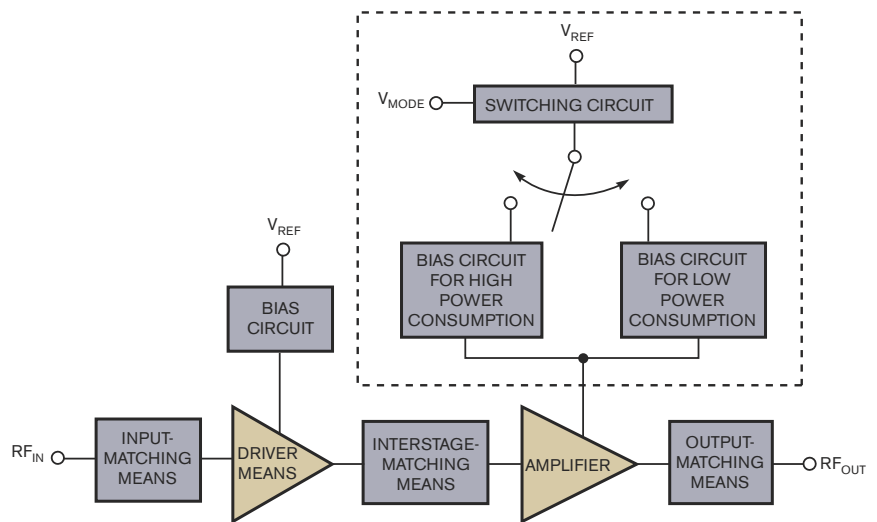 V_REF
V_MODE
SWITCHING CIRCUIT
V_REF
BIAS
CIRCUIT
BIAS CIRCUIT
FOR HIGH
POWER
CONSUMPTION
BIAS CIRCUIT
FOR LOW
POWER
CONSUMPTION
RF_IN
INPUT-
MATCHING
MEANS
DRIVER
MEANS
INTERSTAGE-
MATCHING
MEANS
AMPLIFIER
OUTPUT-
MATCHING
MEANS
RF_OUT